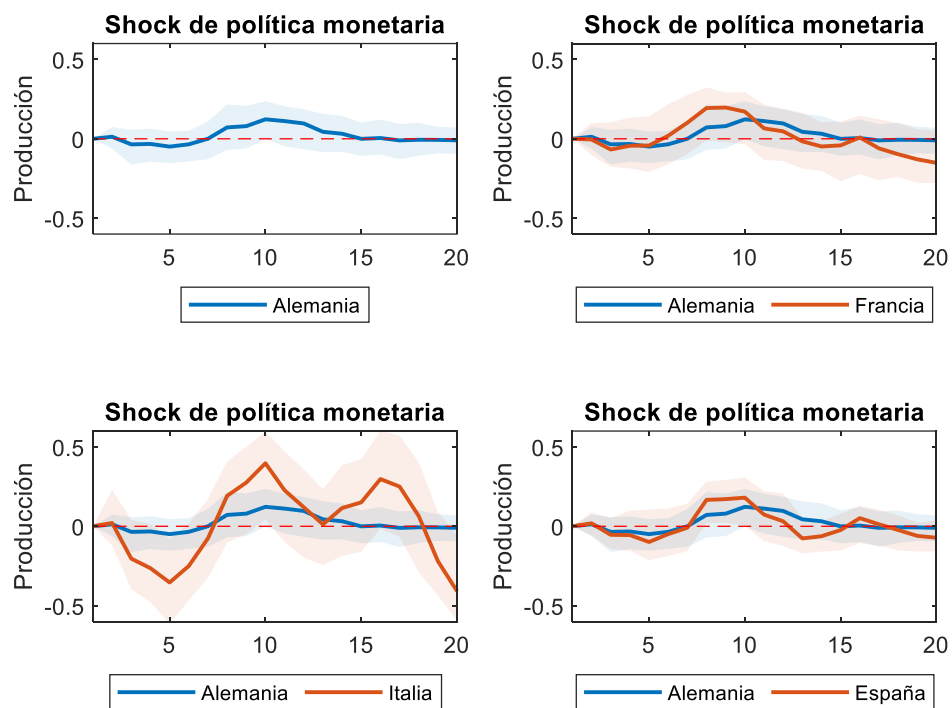 Shock de política monetaria
Producción
0.5
0
-0.5
5 10 15 20
Alemania
Shock de política monetaria
Producción
0.5
0
-0.5
5 10 15 20
Alemania Francia
Shock de política monetaria
Producción
0.5
0
-0.5
5 10 15 20
Alemania Italia
Shock de política monetaria
Producción
0.5
0
-0.5
5 10 15 20
Alemania España